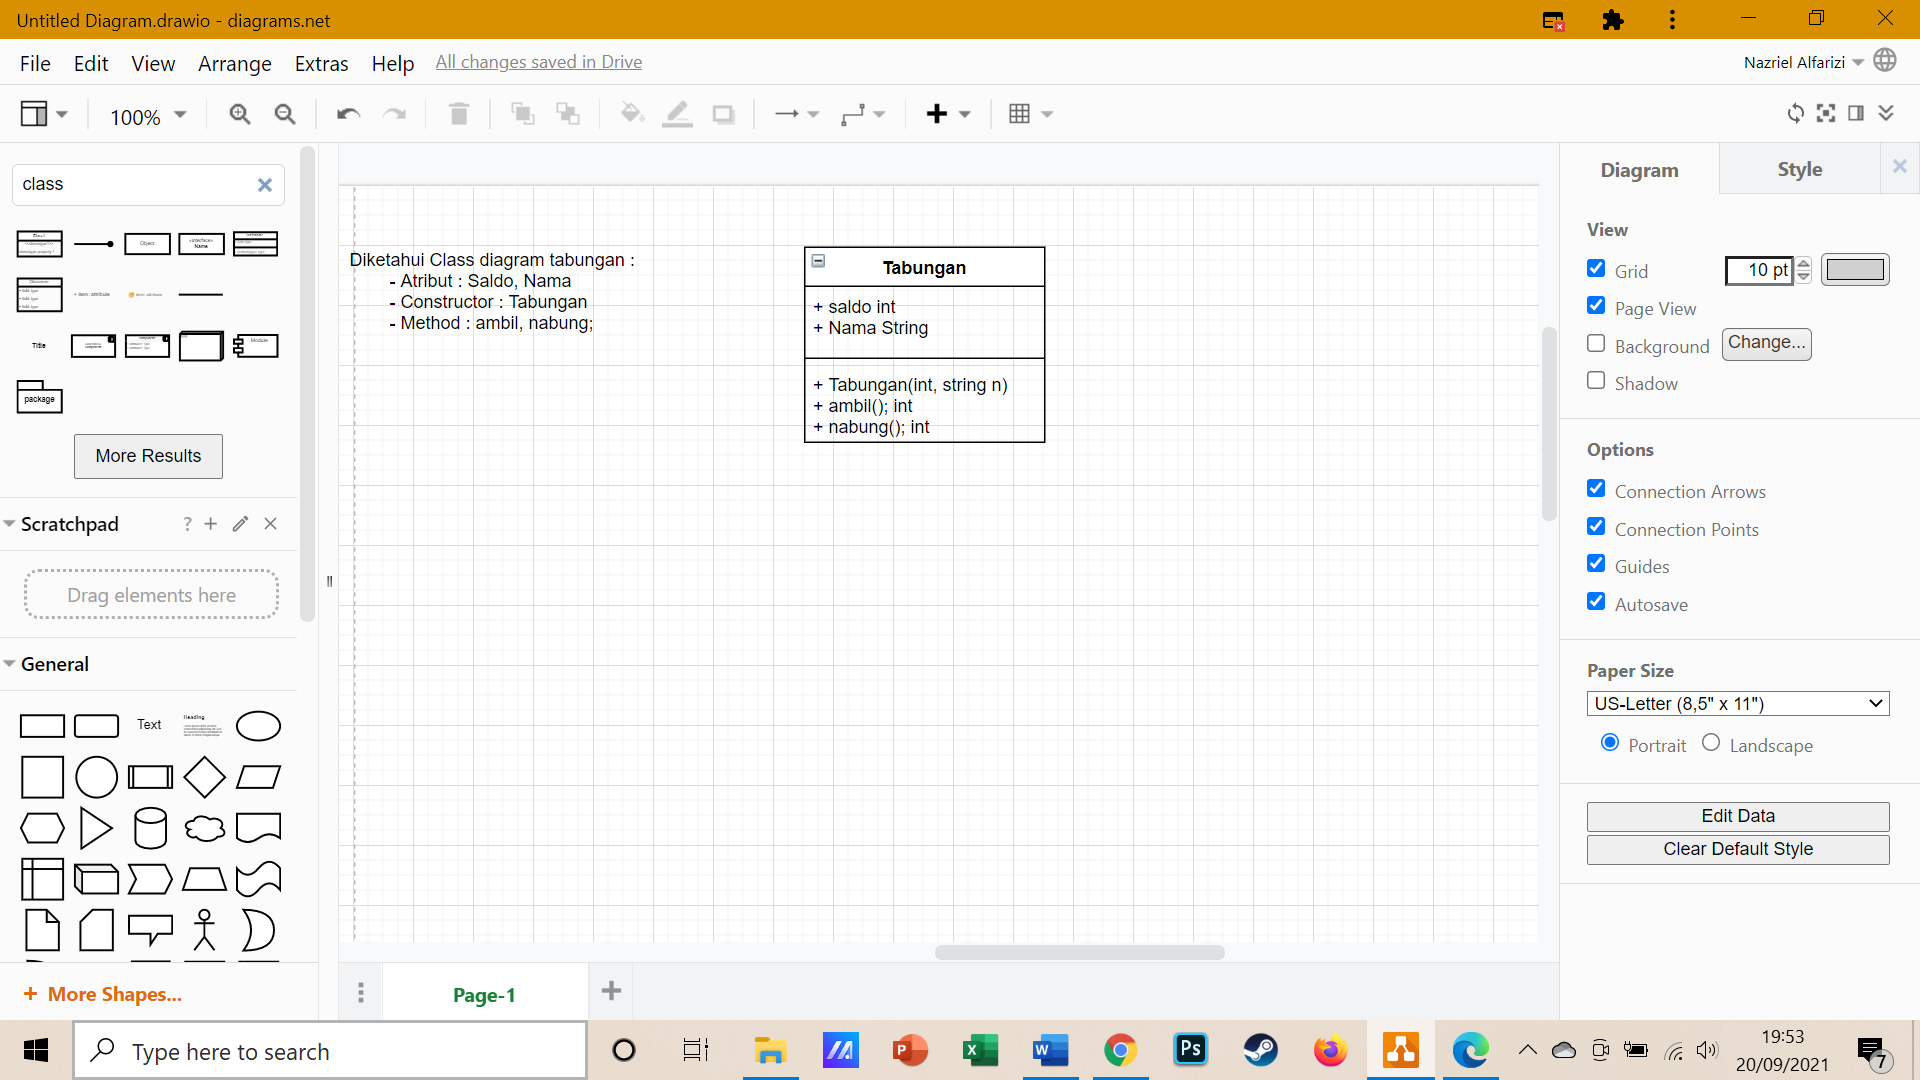 Untitled Diagram.drawio - diagrams.net
File Edit View Arrange Extras Help All changes saved in Drive
Nazriel Alfarizi
100%
class
Object
Title
Module
package
More Results
Scratchpad
?
Drag elements here
General
Text
Heading
+ More Shapes...
Diketahui Class diagram tabungan :
- Atribut : Saldo, Nama
- Constructor : Tabungan
- Method : ambil, nabung;
Tabungan
+ saldo int
+ Nama String
+ Tabungan(int, string n)
+ ambil(); int
+ nabung(); int
Page-1
Diagram
Style
View
Grid
10 pt
Page View
Background
Change...
Shadow
Options
Connection Arrows
Connection Points
Guides
Autosave
Paper Size
US-Letter (8,5" x 11")
Portrait
Landscape
Edit Data
Clear Default Style
Type here to search
19:53
20/09/2021
7